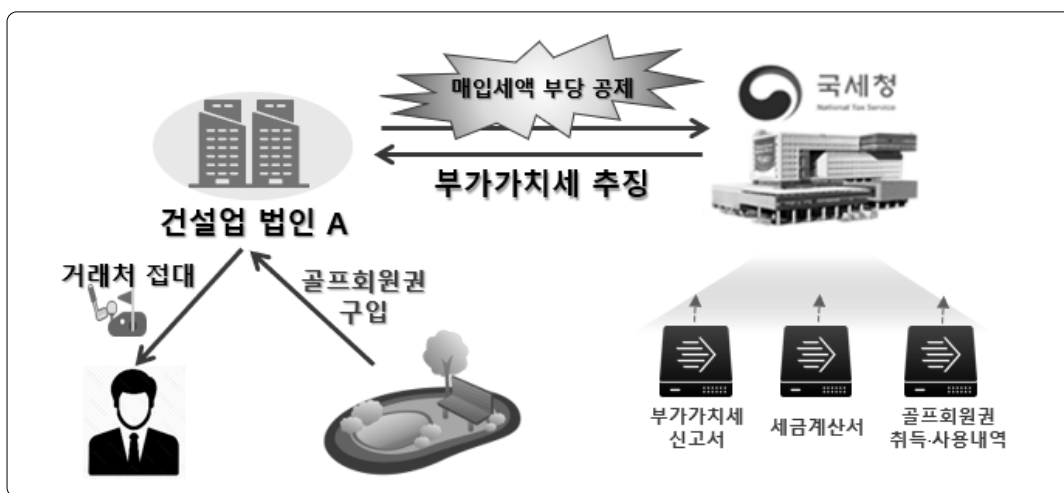 매입세액 부당 공제
국세청
National Tax Service
부가가치세 추징
건설업 법인 A
거래처 접대
골프회원권
구입
부가가치세
신고서
세금계산서
골프회원권
취득·사용내역